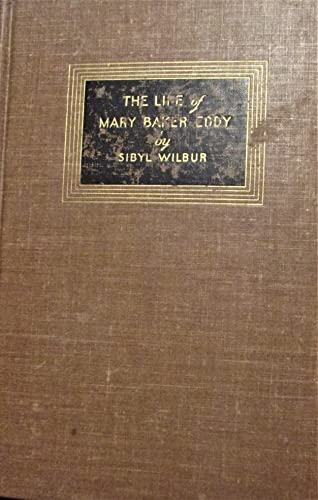 THE LIFE of
MARY BAKER EDDY
by
SIBYL WILBUR